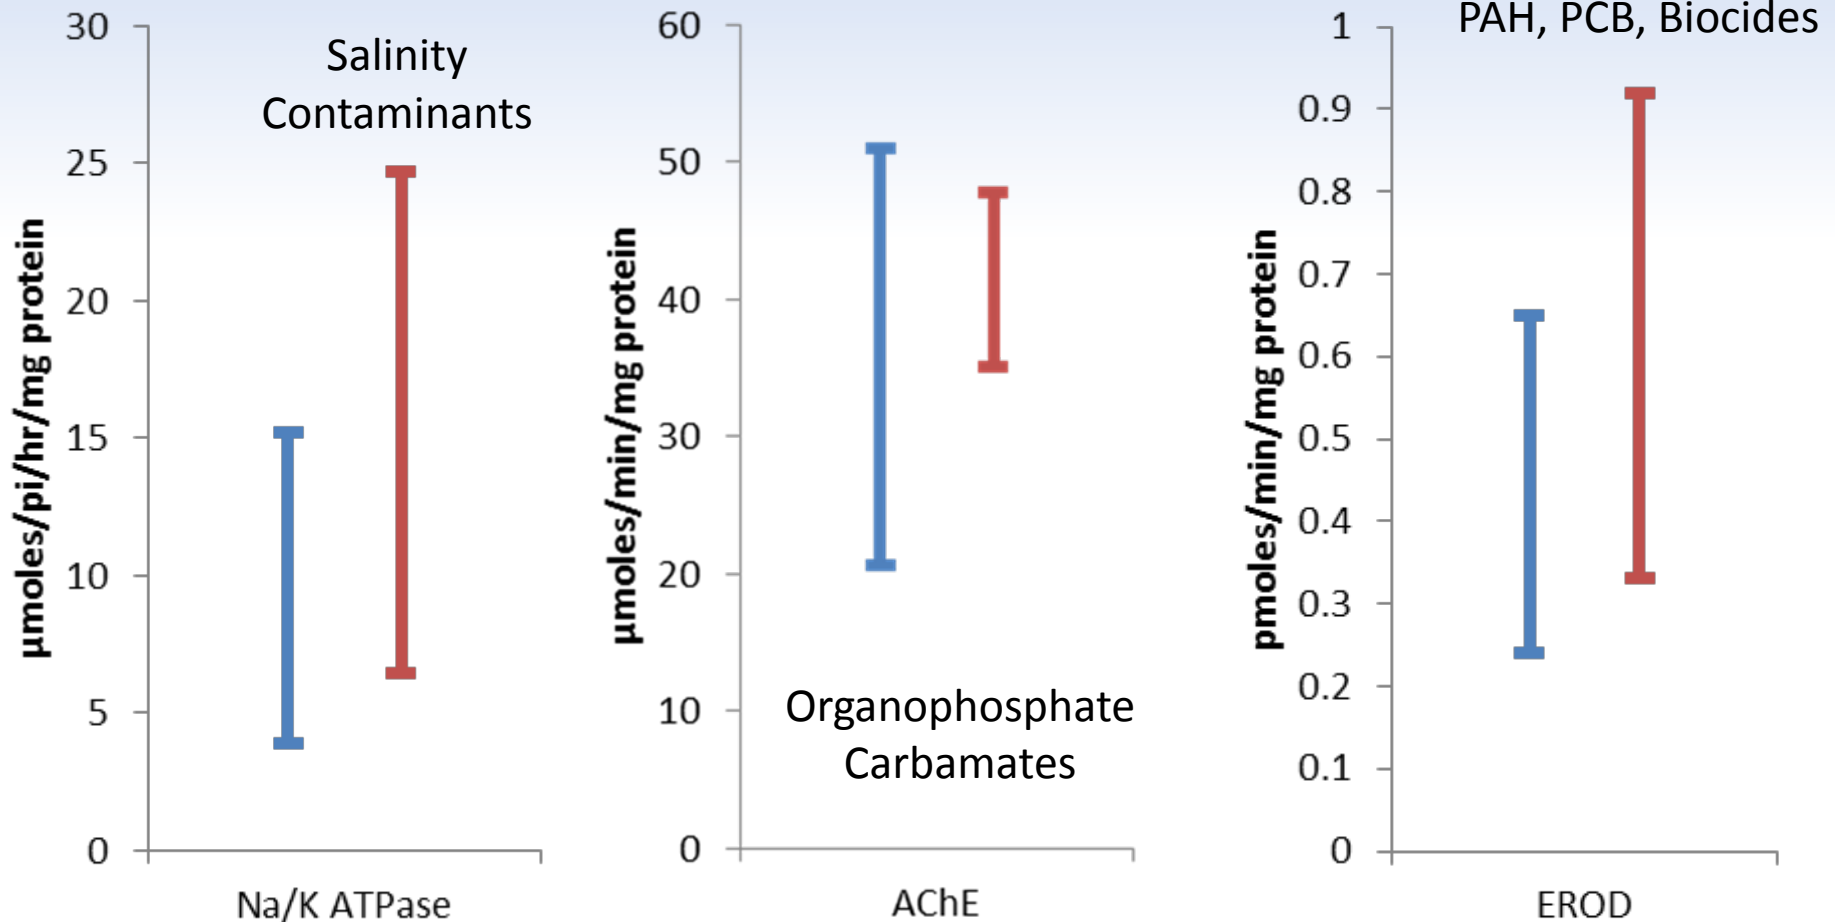 Salinity
Contaminants
30
25
20
15
10
5
0
µmoles/pi/hr/mg protein
Na/K ATPase
60
50
40
30
20
10
0
µmoles/min/mg protein
Organophosphate
Carbamates
AChE
PAH, PCB, Biocides
1
0.9
0.8
0.7
0.6
0.5
0.4
0.3
0.2
0.1
0
pmoles/min/mg protein
EROD